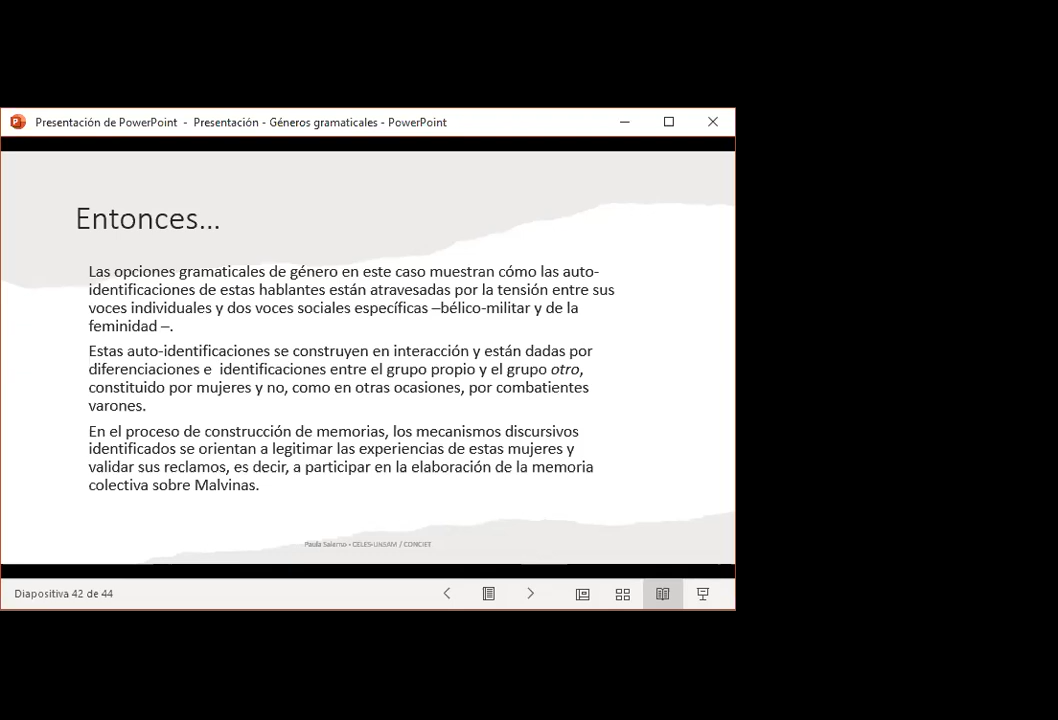 Presentación de PowerPoint - Presentación - Géneros gramaticales - PowerPoint
Entonces...
Las opciones gramaticales de género en este caso muestran cómo las auto-
identificaciones de estas hablantes están atravesadas por la tensión entre sus
voces individuales y dos voces sociales específicas –bélico-militar y de la
feminidad –.
Estas auto-identificaciones se construyen en interacción y están dadas por
diferenciaciones e identificaciones entre el grupo propio y el grupo otro,
constituido por mujeres y no, como en otras ocasiones, por combatientes
varones.
En el proceso de construcción de memorias, los mecanismos discursivos
identificados se orientan a legitimar las experiencias de estas mujeres y
validar sus reclamos, es decir, a participar en la elaboración de la memoria
colectiva sobre Malvinas.
Paula Salerno - CELES-UNSAM / CONICET
Diapositiva 42 de 44